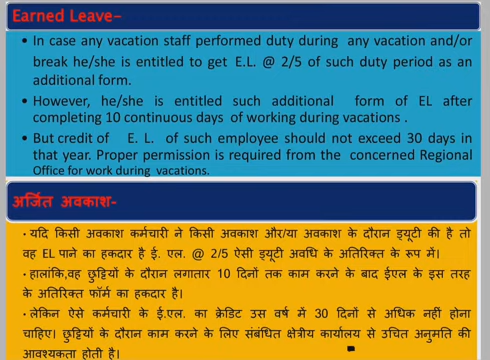 Earned Leave–
• In case any vacation staff performed duty during any vacation and/or
break he/she is entitled to get E.L. @ 2/5 of such duty period as an
additional form.
• However, he/she is entitled such additional form of EL after
completing 10 continuous days of working during vacations .
• But credit of E. L. of such employee should not exceed 30 days in
that year. Proper permission is required from the concerned Regional
Office for work during vacations.
अर्जित अवकाश-
• यदि किसी अवकाश कर्मचारी ने किसी अवकाश और/या अवकाश के दौरान ड्यूटी की है तो
वह EL पाने का हकदार है ई. एल. @ 2/5 ऐसी ड्यूटी अवधि के अतिरिक्त के रूप में।
• हालांकि,वह छुट्टियों के दौरान लगातार 10 दिनों तक काम करने के बाद ईएल के इस तरह
के अतिरिक्त फॉर्म का हकदार है।
• लेकिन ऐसे कर्मचारी के ई.एल. का क्रेडिट उस वर्ष में 30 दिनों से अधिक नहीं होना
चाहिए। छुट्टियों के दौरान काम करने के लिए संबंधित क्षेत्रीय कार्यालय से उचित अनुमति की
आवश्यकता होती है।